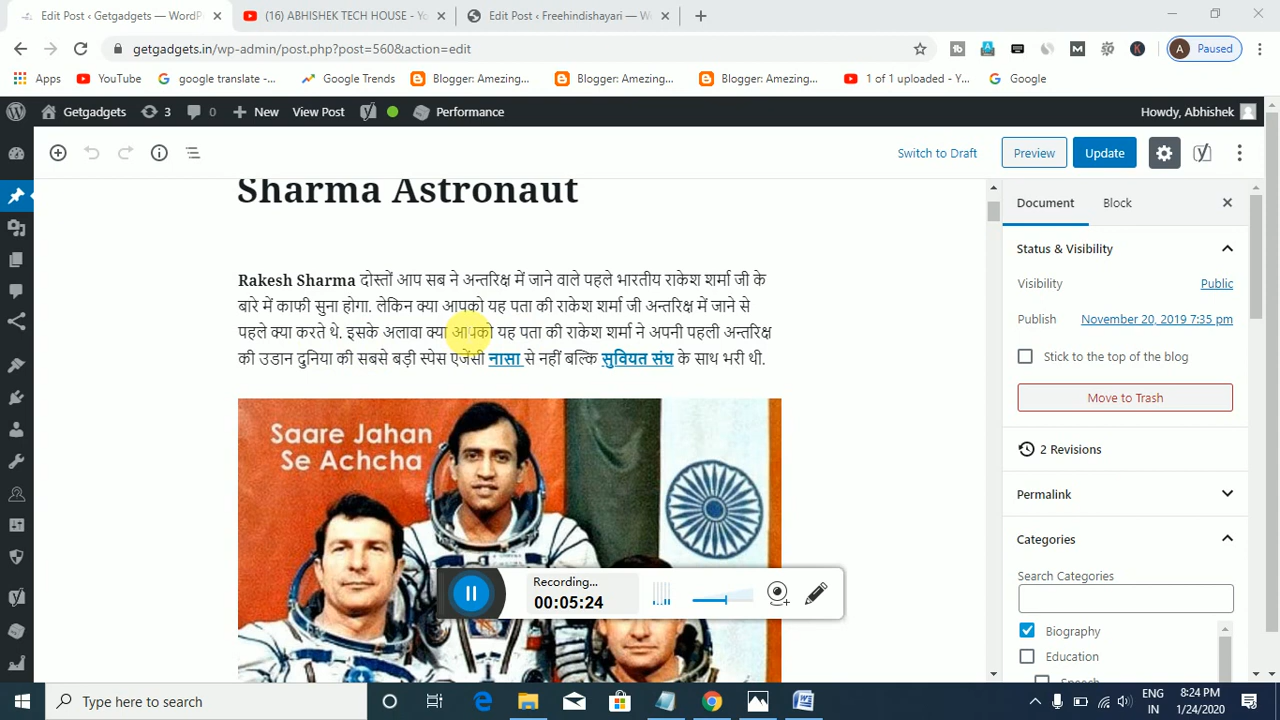 Edit Post ‹ Getgadgets — WordPr
(16) ABHISHEK TECH HOUSE - Yo
Edit Post ‹ Freehindishayari — Wo
getgadgets.in/wp-admin/post.php?post=560&action=edit
Paused
Apps
YouTube
google translate -...
Google Trends
Blogger: Amezing...
Blogger: Amezing...
Blogger: Amezing...
1 of 1 uploaded - Y...
Google
Getgadgets
3
0
New
View Post
Performance
Howdy, Abhishek
Switch to Draft
Preview
Update
Sharma Astronaut
Document
Block
Status & Visibility
Visibility
Public
Publish
November 20, 2019 7:35 pm
Stick to the top of the blog
Move to Trash
2 Revisions
Permalink
Categories
Search Categories
Biography
Education
Speech
Rakesh Sharma दोस्तों आप सब ने अन्तरिक्ष में जाने वाले पहले भारतीय राकेश शर्मा जी के
बारे में काफी सुना होगा. लेकिन क्या आपको यह पता की राकेश शर्मा जी अन्तरिक्ष में जाने से
पहले क्या करते थे. इसके अलावा क्या आपको यह पता की राकेश शर्मा ने अपनी पहली अन्तरिक्ष
की उडान दुनिया की सबसे बड़ी स्पेस एजेंसी नासा से नहीं बल्कि सुवियत संघ के साथ भरी थी.
Saare Jahan
Se Achcha
Recording...
00:05:24
Type here to search
ENG
IN
8:24 PM
1/24/2020